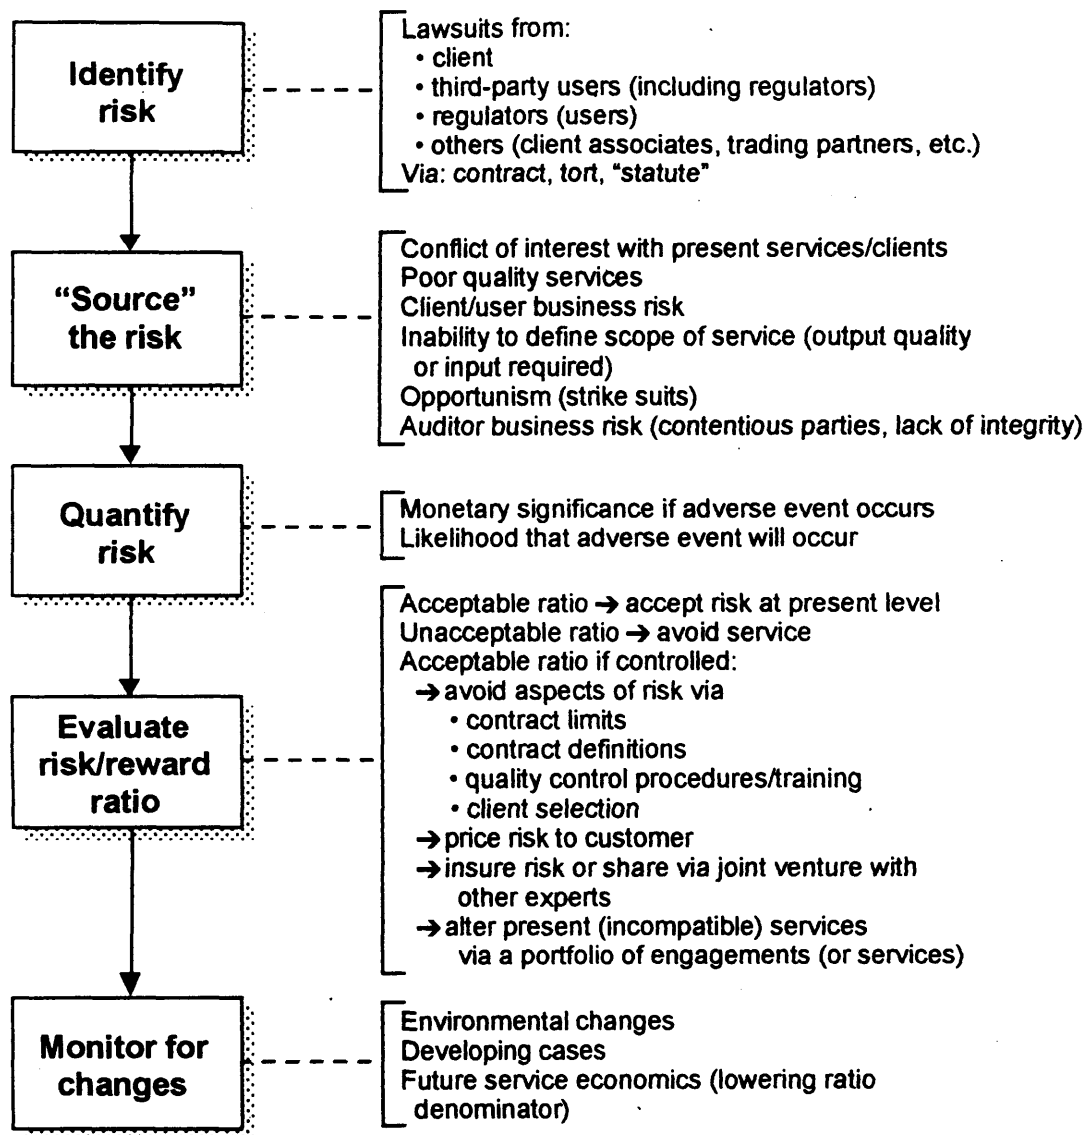 Identify
risk
Lawsuits from:
• client
• third-party users (including regulators)
• regulators (users)
• others (client associates, trading partners, etc.)
Via: contract, tort, "statute"
“Source”
the risk
Conflict of interest with present services/clients
Poor quality services
Client/user business risk
Inability to define scope of service (output quality
or input required)
Opportunism (strike suits)
Auditor business risk (contentious parties, lack of integrity)
Quantify
risk
Monetary significance if adverse event occurs
Likelihood that adverse event will occur
Evaluate
risk/reward
ratio
Acceptable ratio → accept risk at present level
Unacceptable ratio → avoid service
Acceptable ratio if controlled:
→ avoid aspects of risk via
• contract limits
• contract definitions
• quality control procedures/training
• client selection
→ price risk to customer
→ insure risk or share via joint venture with
other experts
→ alter present (incompatible) services
via a portfolio of engagements (or services)
Monitor for
changes
Environmental changes
Developing cases
Future service economics (lowering ratio
denominator)